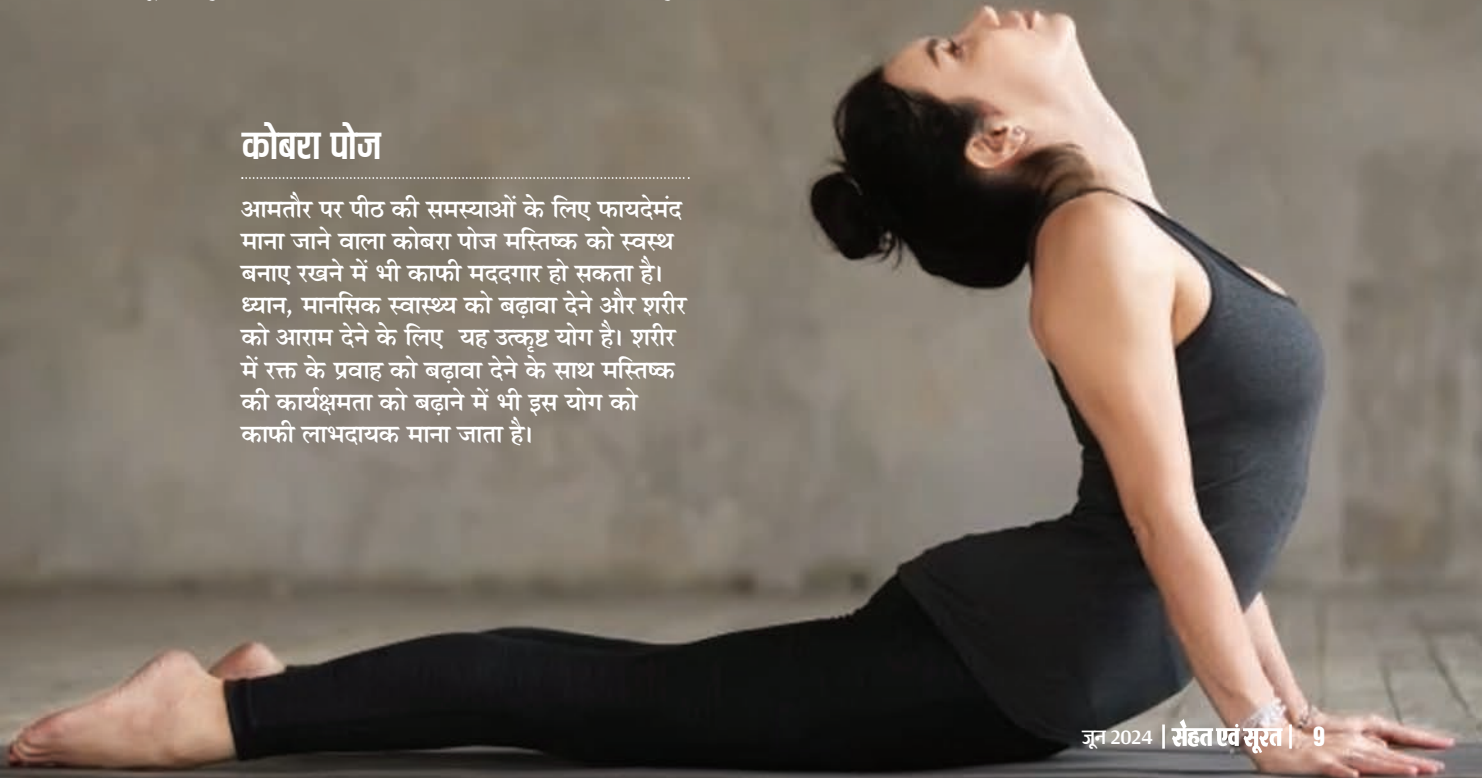 कोबरा पोज
आमतौर पर पीठ की समस्याओं के लिए फायदेमंद
माना जाने वाला कोबरा पोज मस्तिष्क को स्वस्थ
बनाए रखने में भी काफी मददगार हो सकता है।
ध्यान, मानसिक स्वास्थ्य को बढ़ावा देने और शरीर
को आराम देने के लिए यह उत्कृष्ट योग है। शरीर
में रक्त के प्रवाह को बढ़ावा देने के साथ मस्तिष्क
की कार्यक्षमता को बढ़ाने में भी इस योग को
काफी लाभदायक माना जाता है।
जून 2024 | सेहत एवं सूरत | 9